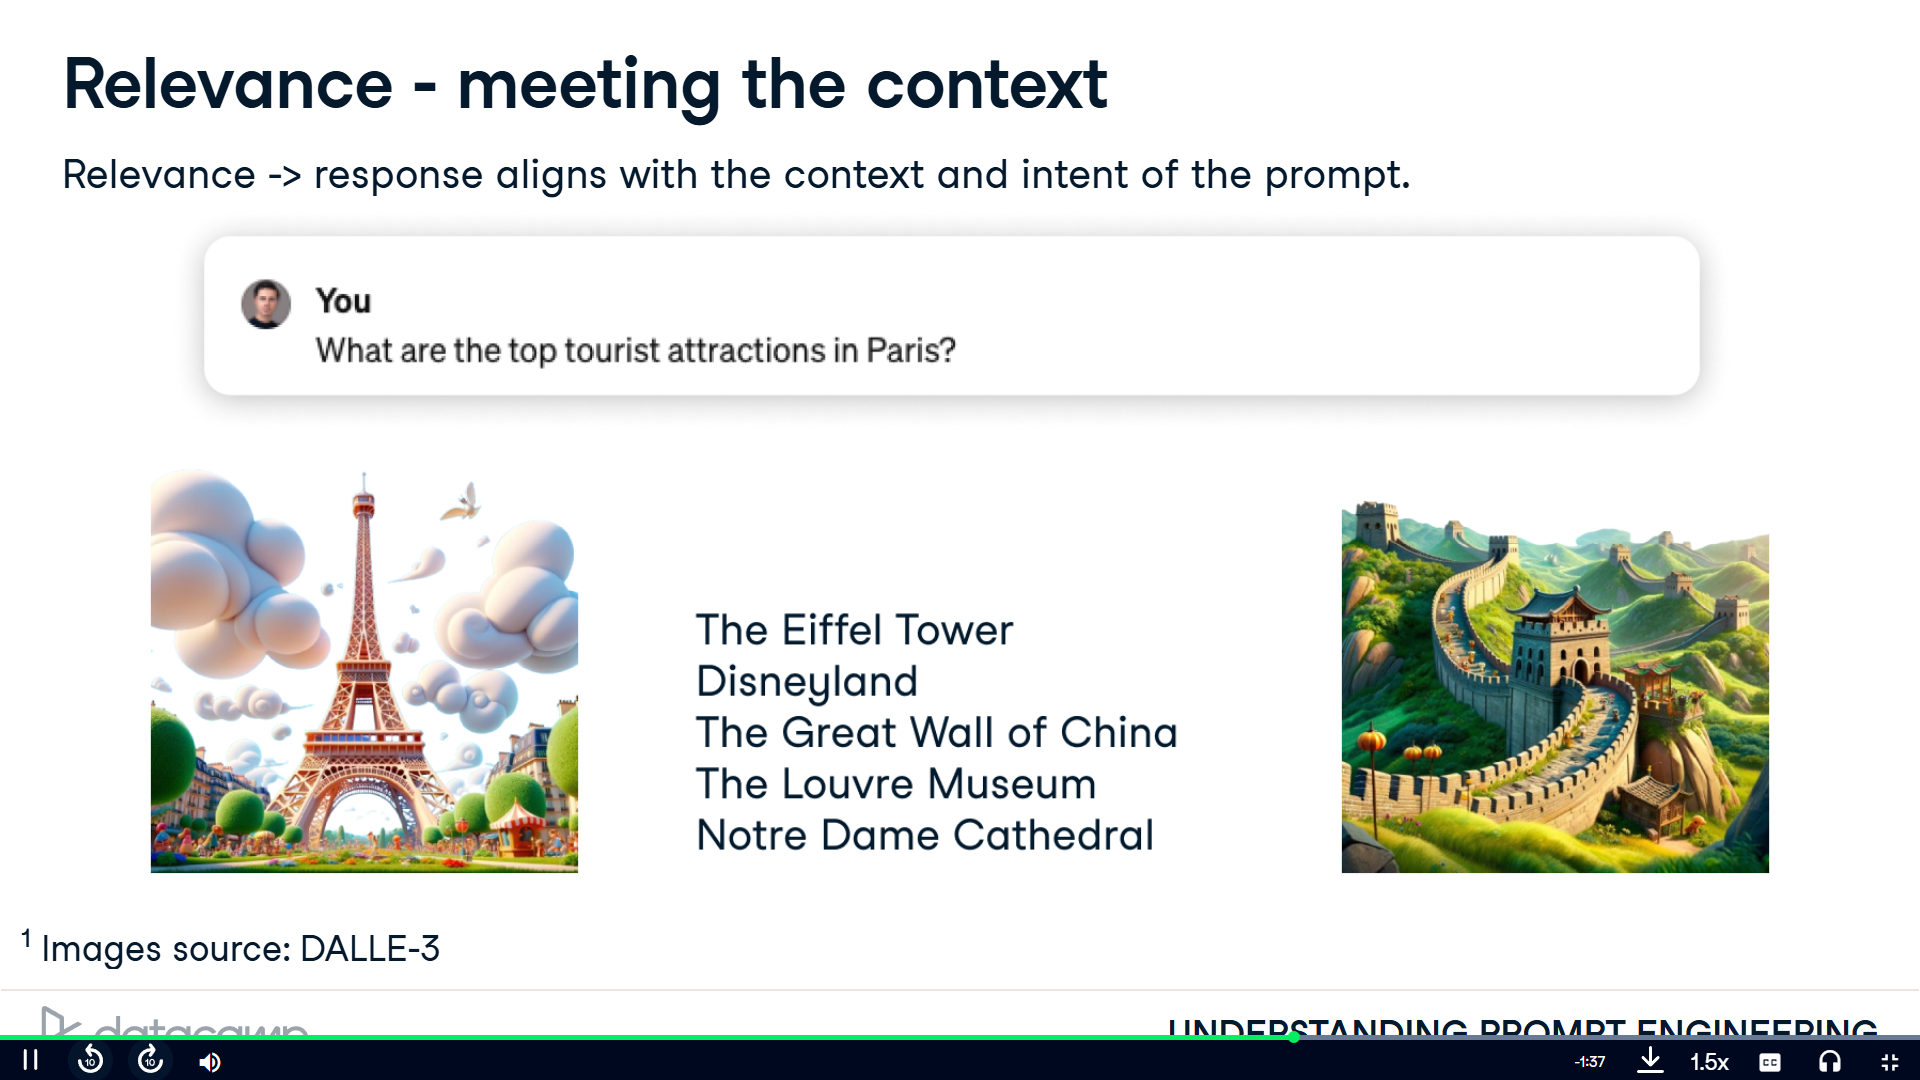 Relevance - meeting the context
Relevance -> response aligns with the context and intent of the prompt.
You
What are the top tourist attractions in Paris?
The Eiffel Tower
Disneyland
The Great Wall of China
The Louvre Museum
Notre Dame Cathedral
1 Images source: DALLE-3
datacamp
UNDERSTANDING PROMPT ENGINEERING
10
10
-1:37
1.5x
CC